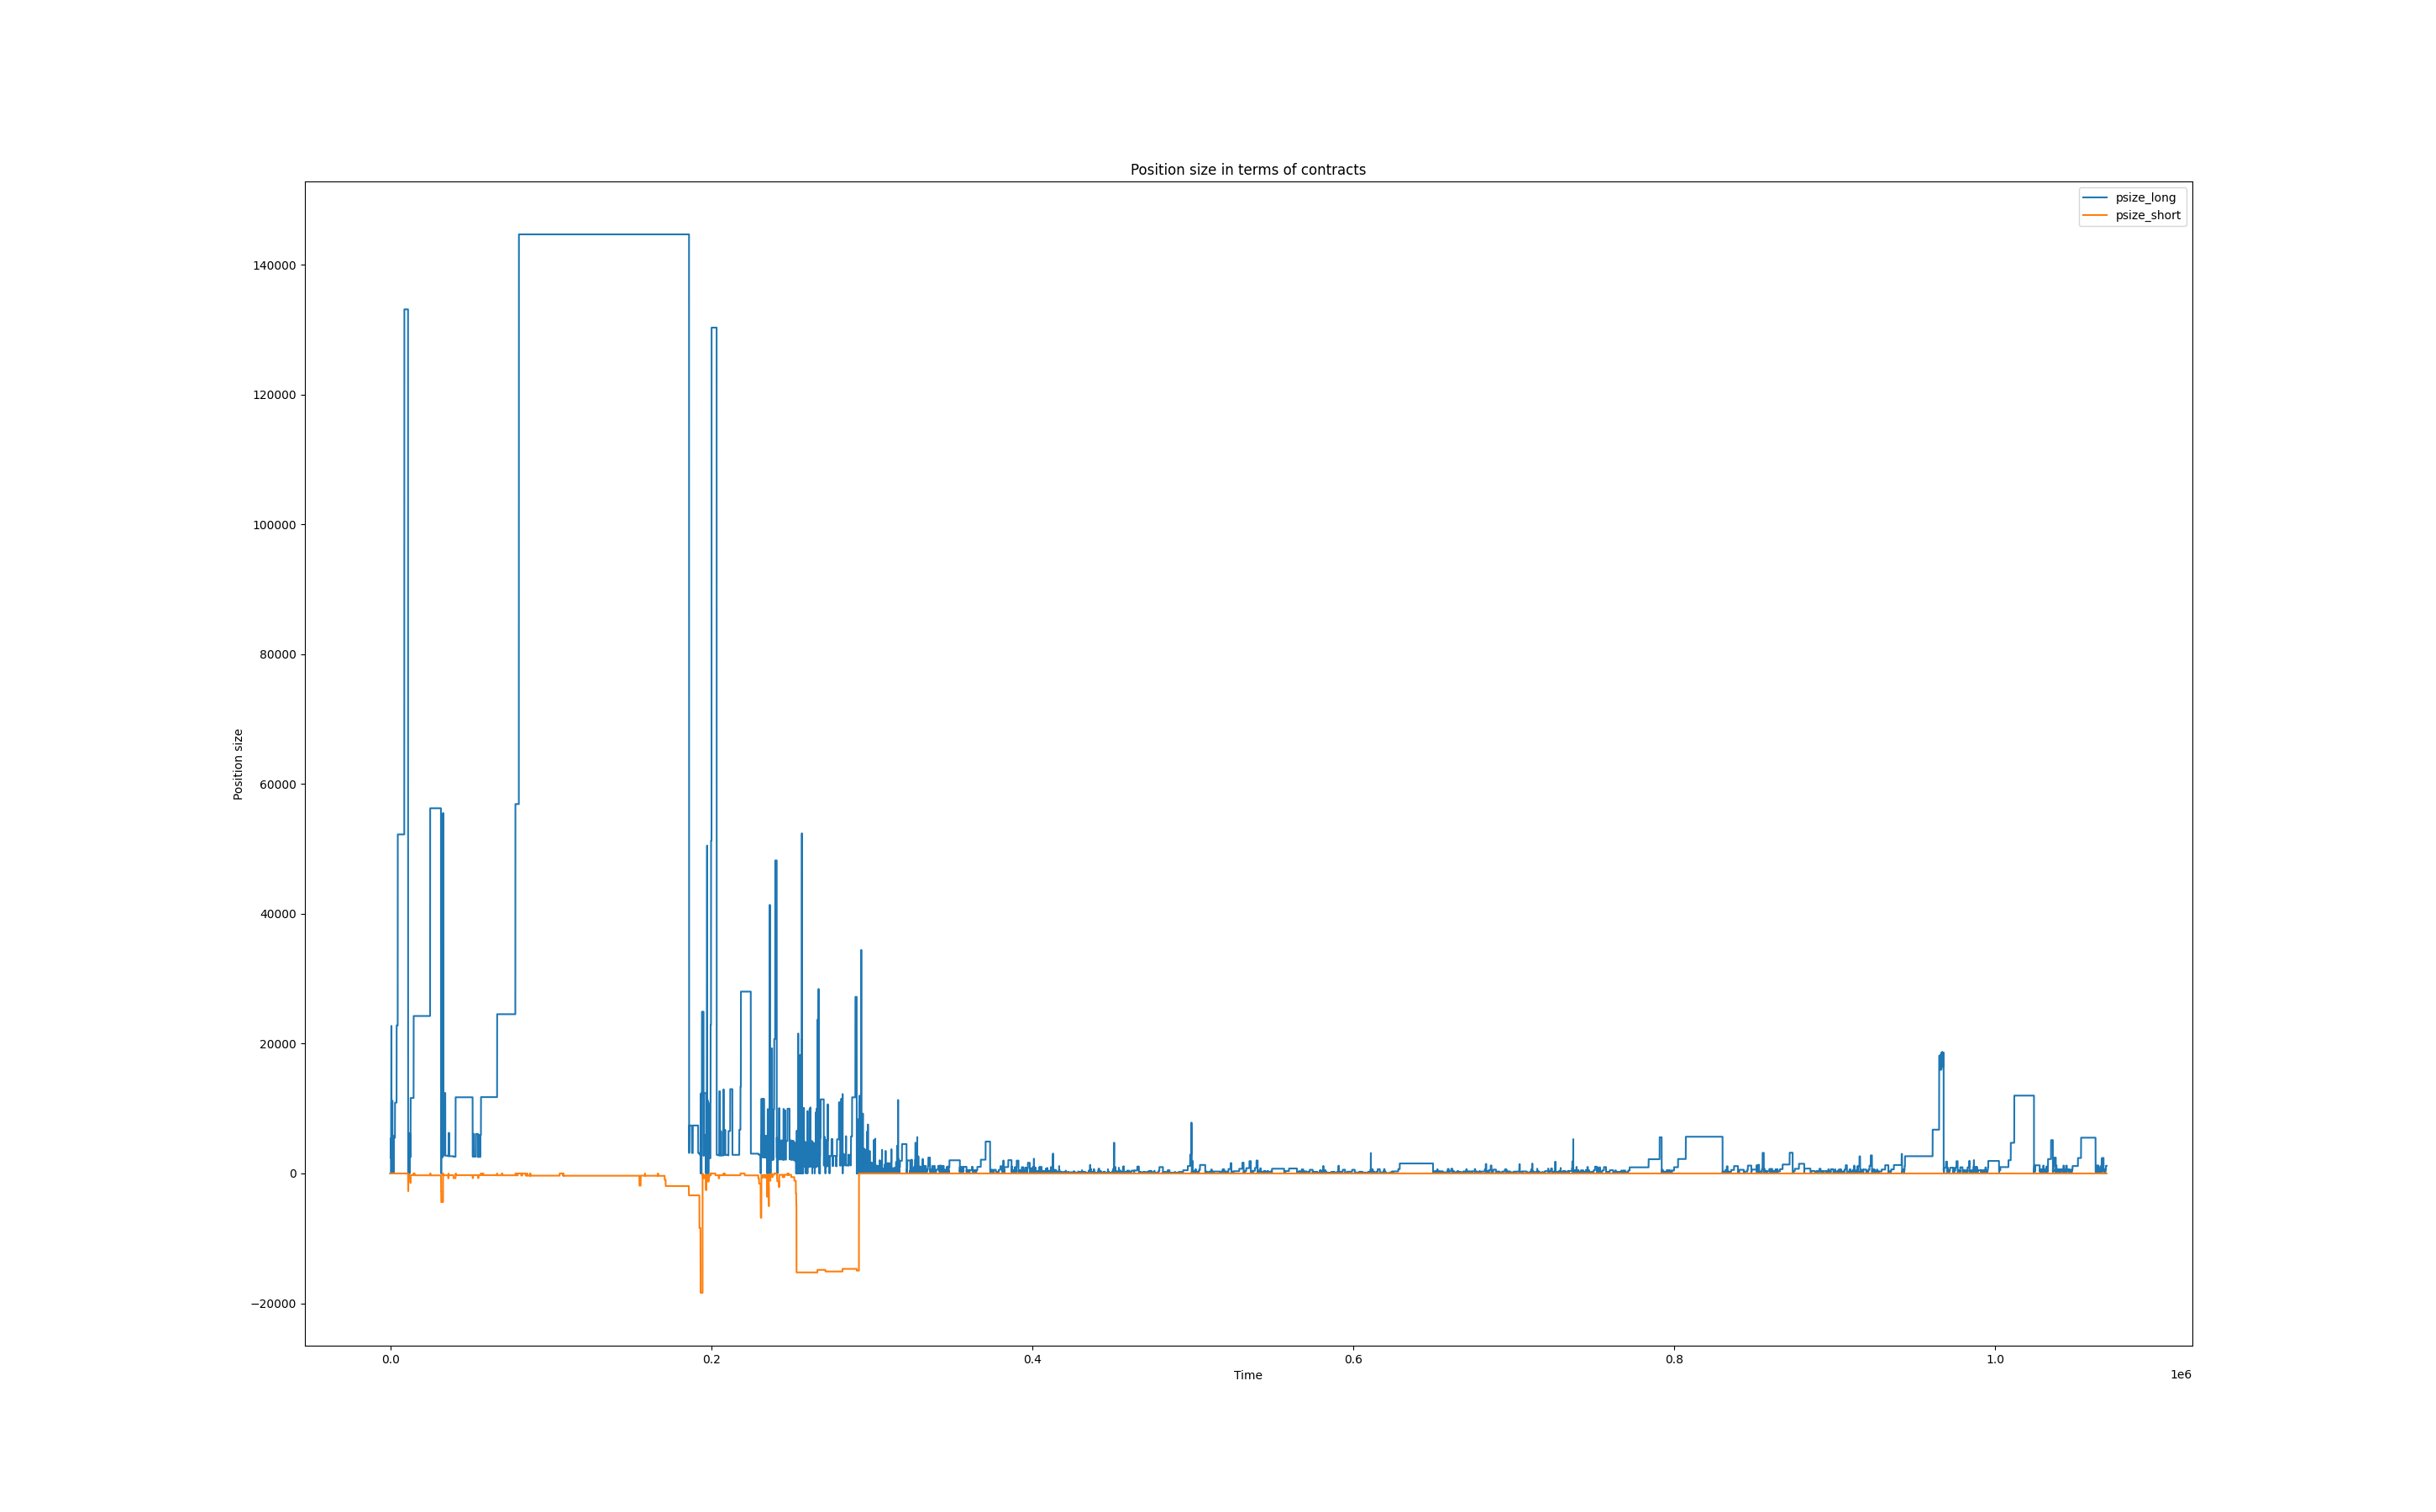 Position size in terms of contracts
psize_long
psize_short
Position size
140000
120000
100000
80000
60000
40000
20000
0
−20000
0.0
0.2
0.4
0.6
0.8
1.0
1e6
Time